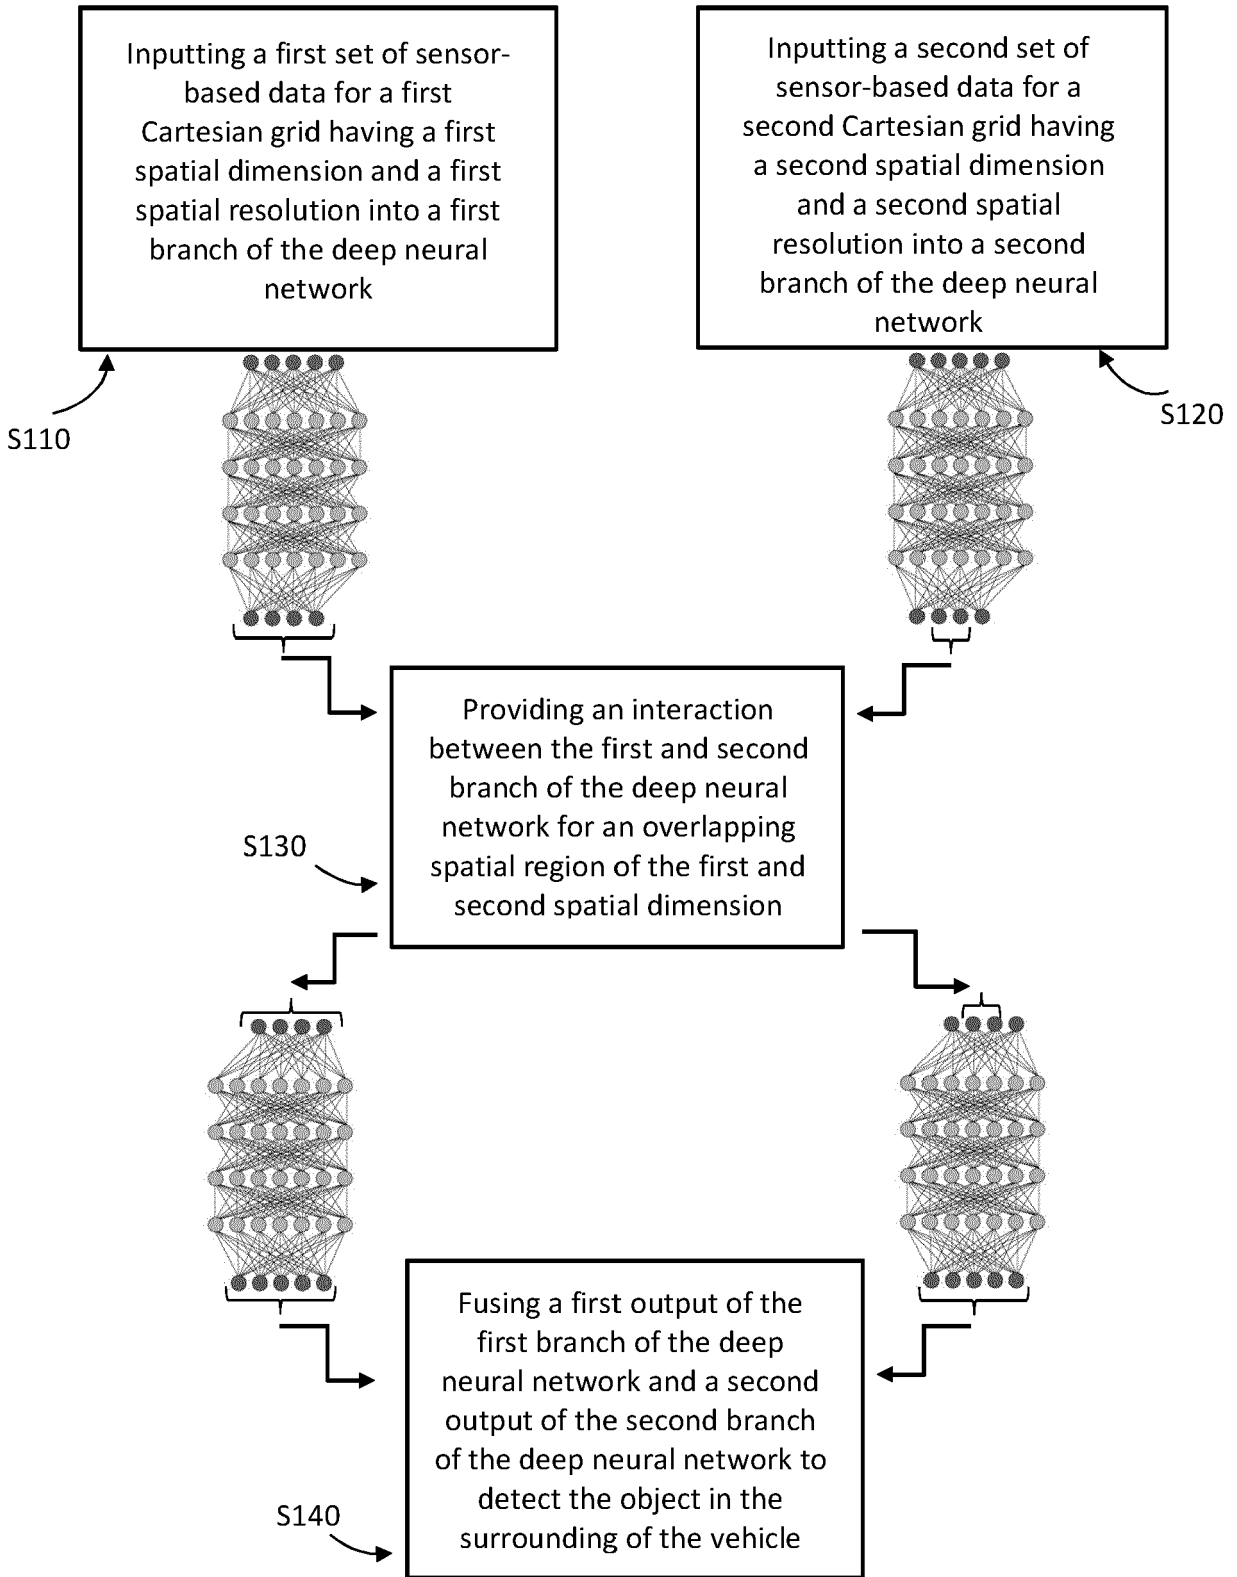 Inputting a first set of sensor-
based data for a first
Cartesian grid having a first
spatial dimension and a first
spatial resolution into a first
branch of the deep neural
network
Inputting a second set of
sensor-based data for a
second Cartesian grid having
a second spatial dimension
and a second spatial
resolution into a second
branch of the deep neural
network
S110
S120
Providing an interaction
between the first and second
branch of the deep neural
network for an overlapping
spatial region of the first and
second spatial dimension
S130
Fusing a first output of the
first branch of the deep
neural network and a second
output of the second branch
of the deep neural network to
detect the object in the
surrounding of the vehicle
S140